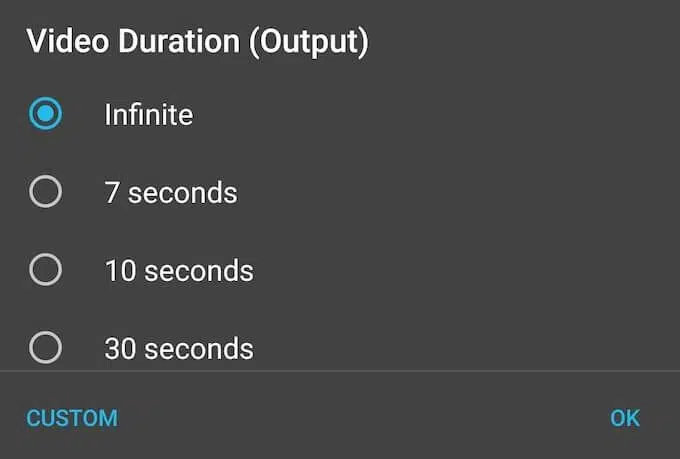 Video Duration (Output)
Infinite
7 seconds
10 seconds
30 seconds
CUSTOM
OK